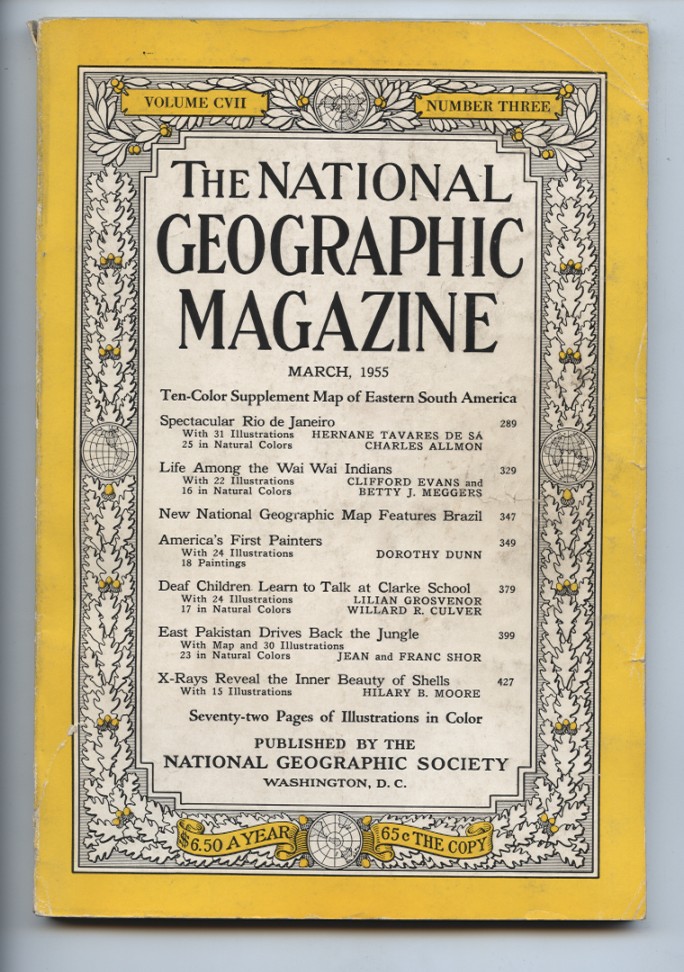 VOLUME CVII NUMBER THREE
THE NATIONAL
GEOGRAPHIC
MAGAZINE
MARCH, 1955
Ten-Color Supplement Map of Eastern South America
Spectacular Rio de Janeiro 289
With 31 Illustrations HERNANE TAVARES DE SÁ
25 in Natural Colors CHARLES ALLMON
Life Among the Wai Wai Indians 329
With 22 Illustrations CLIFFORD EVANS and
16 in Natural Colors BETTY J. MEGGERS
New National Geographic Map Features Brazil 347
America's First Painters 349
With 24 Illustrations DOROTHY DUNN
18 Paintings
Deaf Children Learn to Talk at Clarke School 379
With 24 Illustrations LILIAN GROSVENOR
17 in Natural Colors WILLARD R. CULVER
East Pakistan Drives Back the Jungle 399
With Map and 30 Illustrations
23 in Natural Colors JEAN and FRANC SHOR
X-Rays Reveal the Inner Beauty of Shells 427
With 15 Illustrations HILARY B. MOORE
Seventy-two Pages of Illustrations in Color
PUBLISHED BY THE
NATIONAL GEOGRAPHIC SOCIETY
WASHINGTON, D. C.
$6.50 A YEAR 65c THE COPY